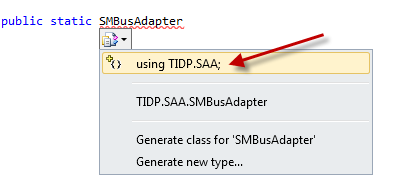 public static SMBusAdapter
using TIDP.SAA;
TIDP.SAA.SMBusAdapter
Generate class for 'SMBusAdapter'
Generate new type...